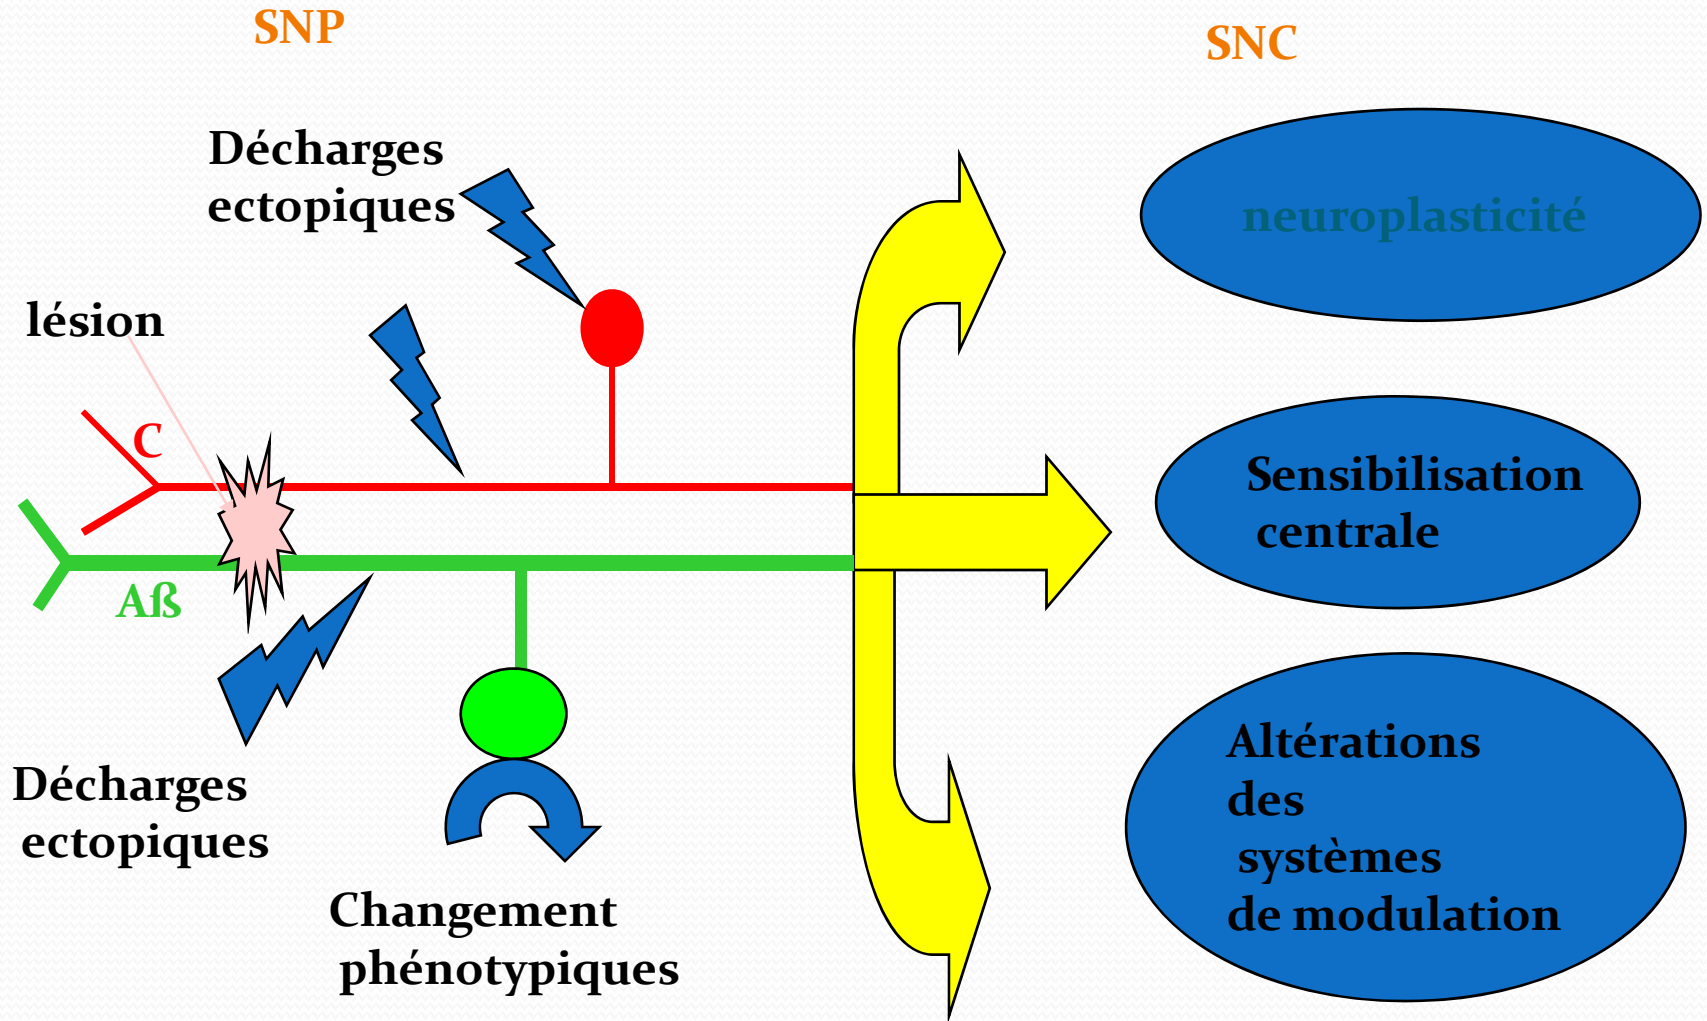 SNP
SNC
Décharges
ectopiques
neuroplasticité
lésion
C
Sensibilisation
centrale
Aß
Décharges
ectopiques
Altérations
des
systèmes
de modulation
Changement
phénotypiques